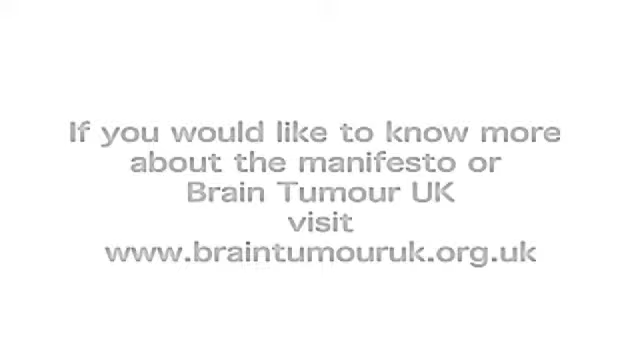 If you would like to know more
about the manifesto or
Brain Tumour UK
visit
www.braintumouruk.org.uk